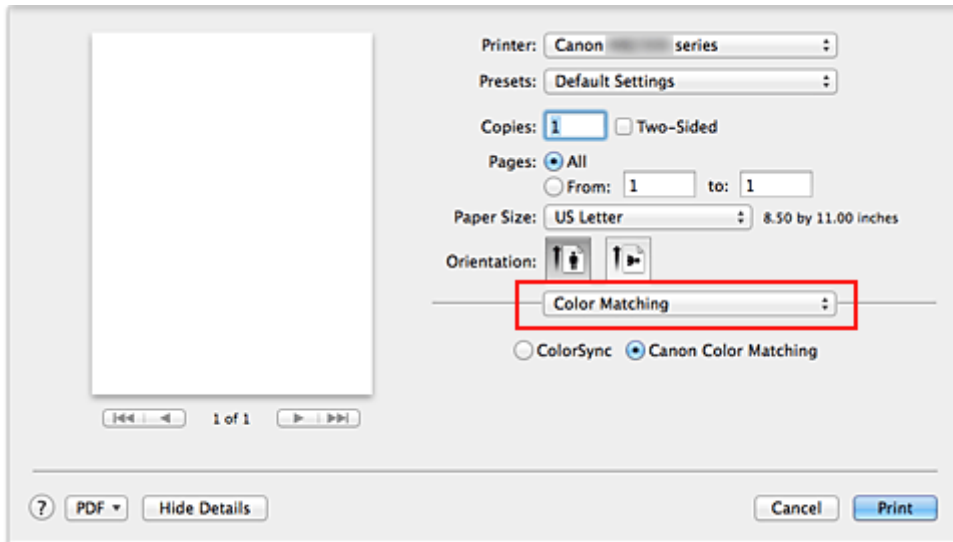 Printer: Canon series
Presets: Default Settings
Copies: 1 Two-Sided
Pages: All
From: 1 to: 1
Paper Size: US Letter 8.50 by 11.00 inches
Orientation:
Color Matching
ColorSync Canon Color Matching
1 of 1
? PDF Hide Details Cancel Print